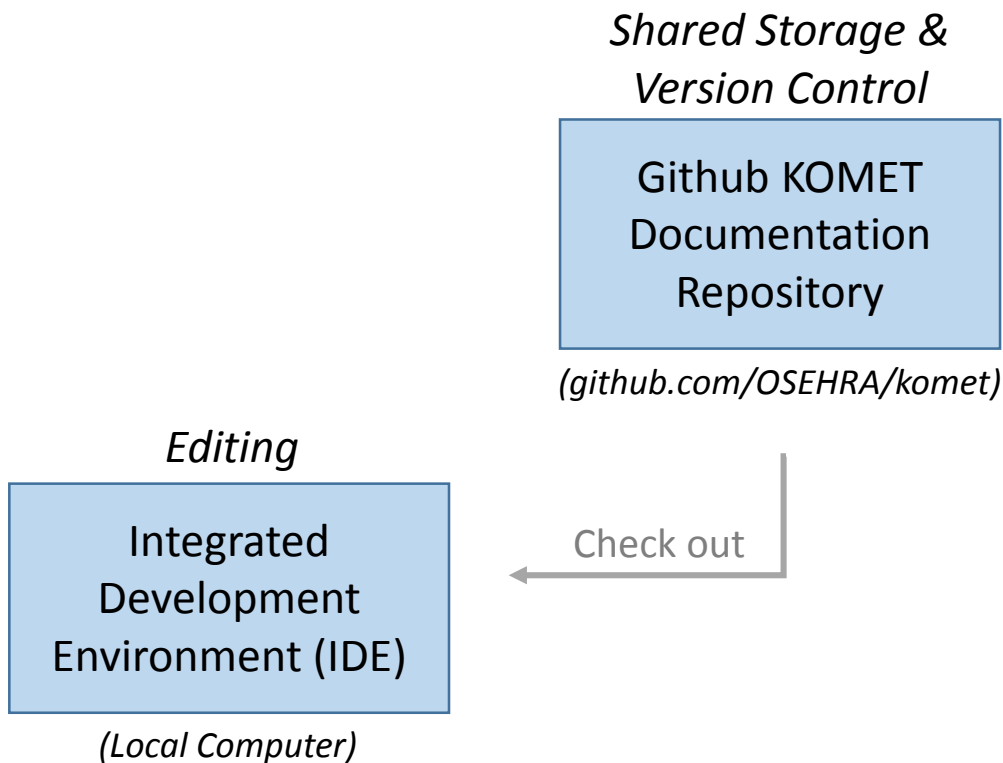 Shared Storage &
Version Control
Github KOMET
Documentation
Repository
(github.com/OSEHRA/komet)
Editing
Integrated
Development
Environment (IDE)
Check out
(Local Computer)